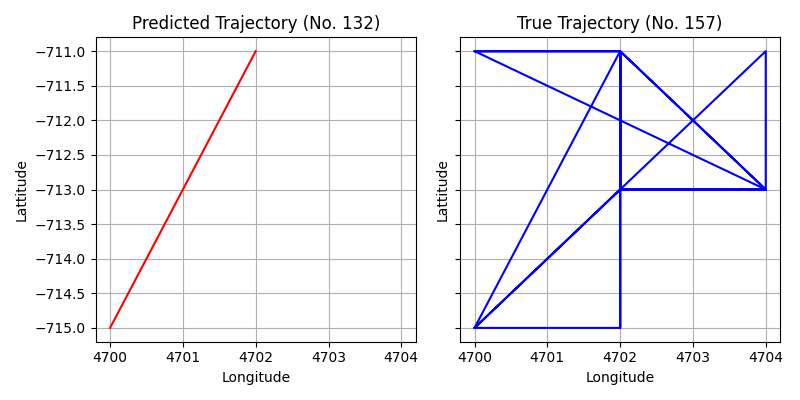 Predicted Trajectory (No. 132)
True Trajectory (No. 157)
−711.0
−711.5
−712.0
−712.5
−713.0
−713.5
−714.0
−714.5
−715.0
Lattitude
Lattitude
4700 4701 4702 4703 4704
4700 4701 4702 4703 4704
Longitude
Longitude